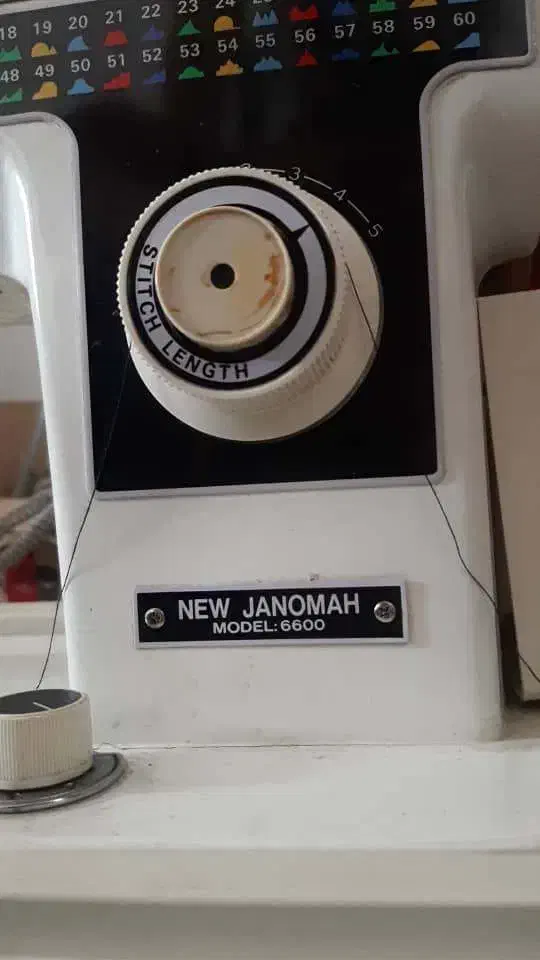 18 19 20 21 22 23 24
48 49 50 51 52 53 54 55 56 57 58 59 60
3 4 5
STITCH LENGTH
NEW JANOMAH
MODEL:6600